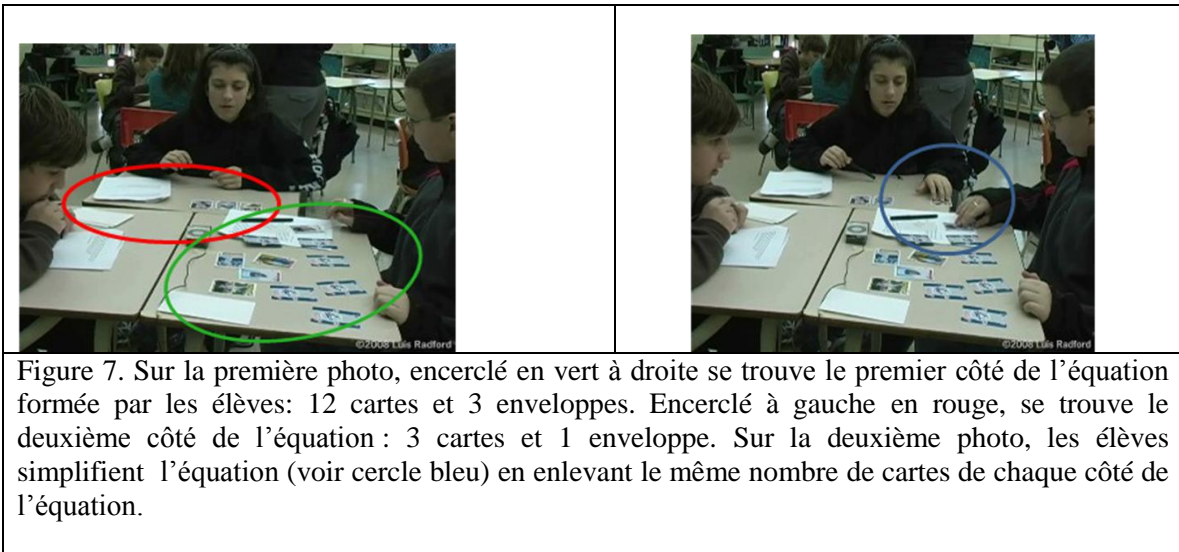 ©2008 Luis Radford
©2008 Luis Radford
Figure 7. Sur la première photo, encerclé en vert à droite se trouve le premier côté de l’équation
formée par les élèves: 12 cartes et 3 enveloppes. Encerclé à gauche en rouge, se trouve le
deuxième côté de l’équation : 3 cartes et 1 enveloppe. Sur la deuxième photo, les élèves
simplifient l’équation (voir cercle bleu) en enlevant le même nombre de cartes de chaque côté de
l’équation.